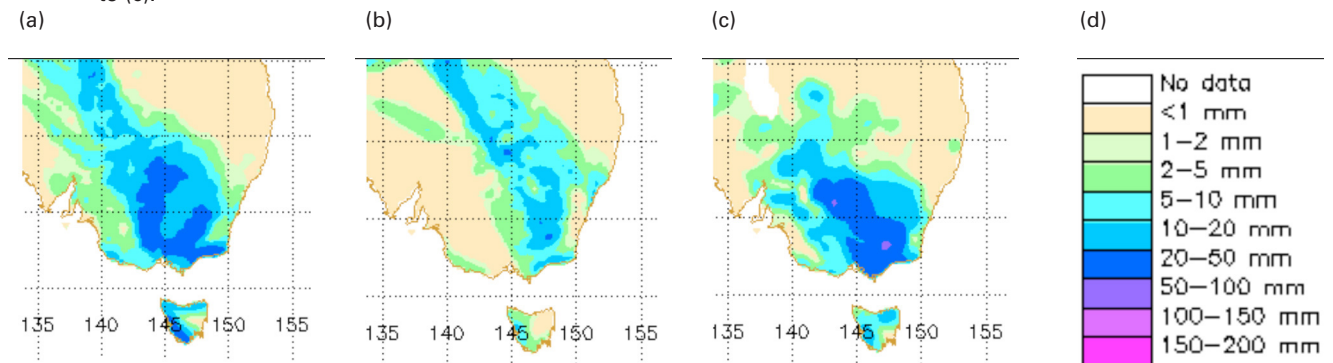 (a) (b) (c) (d)
No data
<1 mm
1–2 mm
2–5 mm
5–10 mm
10–20 mm
20–50 mm
50–100 mm
100–150 mm
150–200 mm
135 140 145 150 155
135 140 145 150 155
135 140 145 150 155